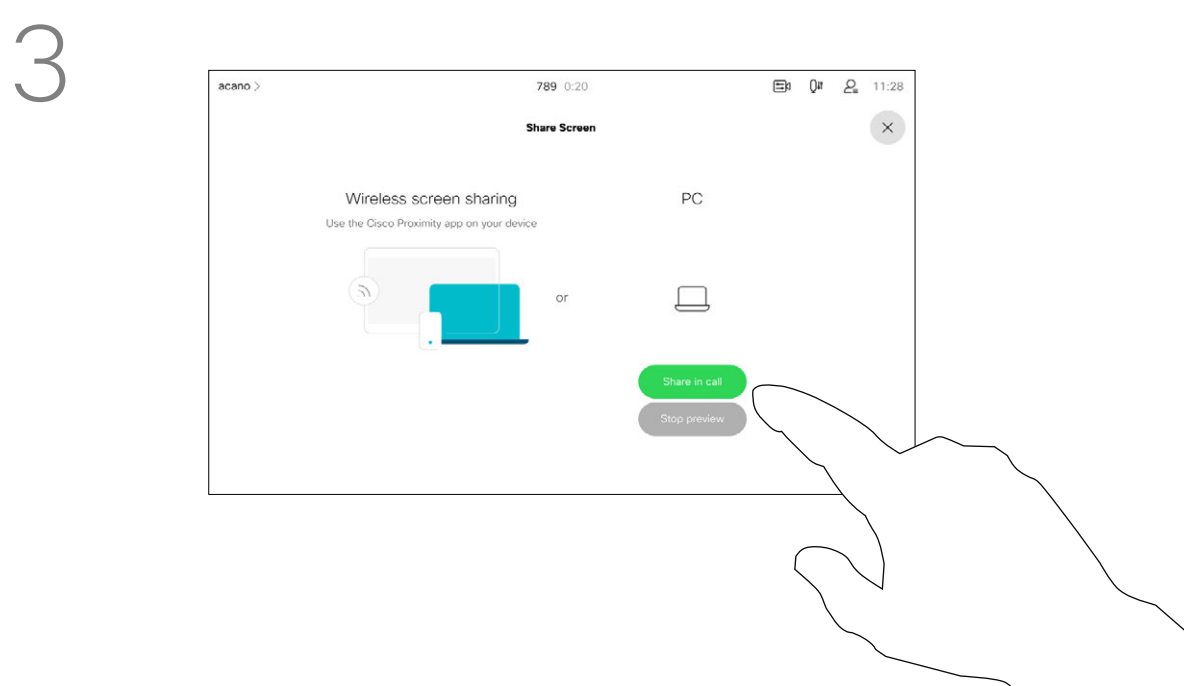 3
acano >
789 0:20
11:28
Share Screen
Wireless screen sharing
PC
Use the Cisco Proximity app on your device
or
Share in call
Stop preview